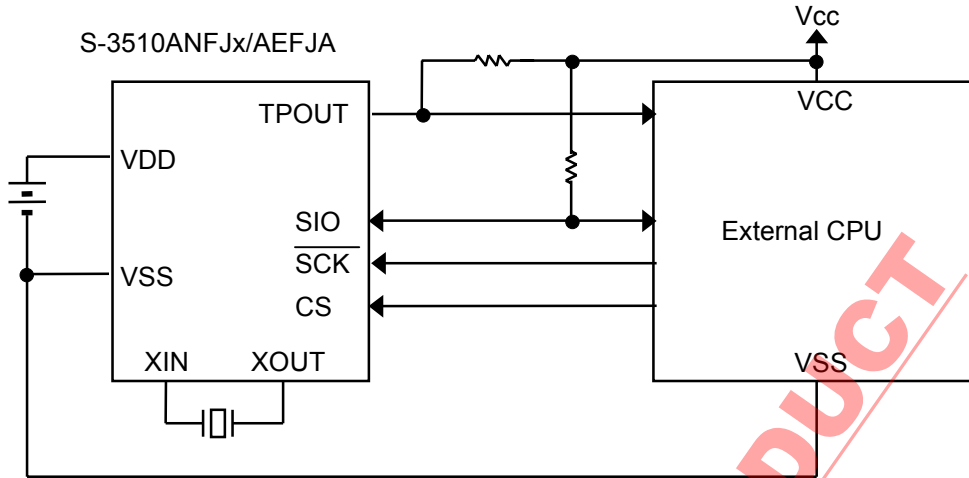 Vcc
S-3510ANFJx/AEFJA
TPOUT
VCC
VDD
SIO
External CPU
SCK
VSS
CS
XIN
XOUT
VSS
DUCT